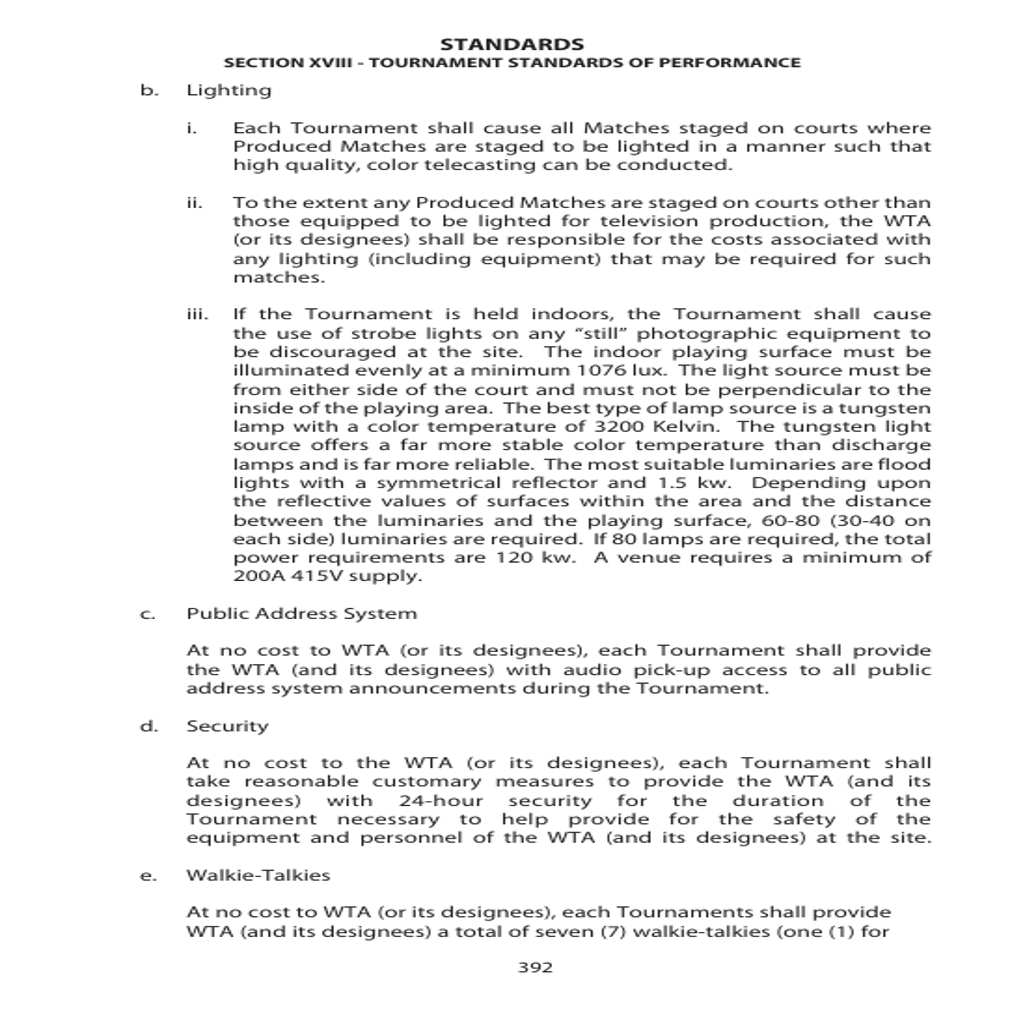 STANDARDS
SECTION XVIII - TOURNAMENT STANDARDS OF PERFORMANCE
b. Lighting
i. Each Tournament shall cause all Matches staged on courts where
Produced Matches are staged to be lighted in a manner such that
high quality, color telecasting can be conducted.
ii. To the extent any Produced Matches are staged on courts other than
those equipped to be lighted for television production, the WTA
(or its designees) shall be responsible for the costs associated with
any lighting (including equipment) that may be required for such
matches.
iii. If the Tournament is held indoors, the Tournament shall cause
the use of strobe lights on any “still” photographic equipment to
be discouraged at the site. The indoor playing surface must be
illuminated evenly at a minimum 1076 lux. The light source must be
from either side of the court and must not be perpendicular to the
inside of the playing area. The best type of lamp source is a tungsten
lamp with a color temperature of 3200 Kelvin. The tungsten light
source offers a far more stable color temperature than discharge
lamps and is far more reliable. The most suitable luminaries are flood
lights with a symmetrical reflector and 1.5 kw. Depending upon
the reflective values of surfaces within the area and the distance
between the luminaries and the playing surface, 60-80 (30-40 on
each side) luminaries are required. If 80 lamps are required, the total
power requirements are 120 kw. A venue requires a minimum of
200A 415V supply.
c. Public Address System
At no cost to WTA (or its designees), each Tournament shall provide
the WTA (and its designees) with audio pick-up access to all public
address system announcements during the Tournament.
d. Security
At no cost to the WTA (or its designees), each Tournament shall
take reasonable customary measures to provide the WTA (and its
designees) with 24-hour security for the duration of the
Tournament necessary to help provide for the safety of the
equipment and personnel of the WTA (and its designees) at the site.
e. Walkie-Talkies
At no cost to WTA (or its designees), each Tournaments shall provide
WTA (and its designees) a total of seven (7) walkie-talkies (one (1) for
392